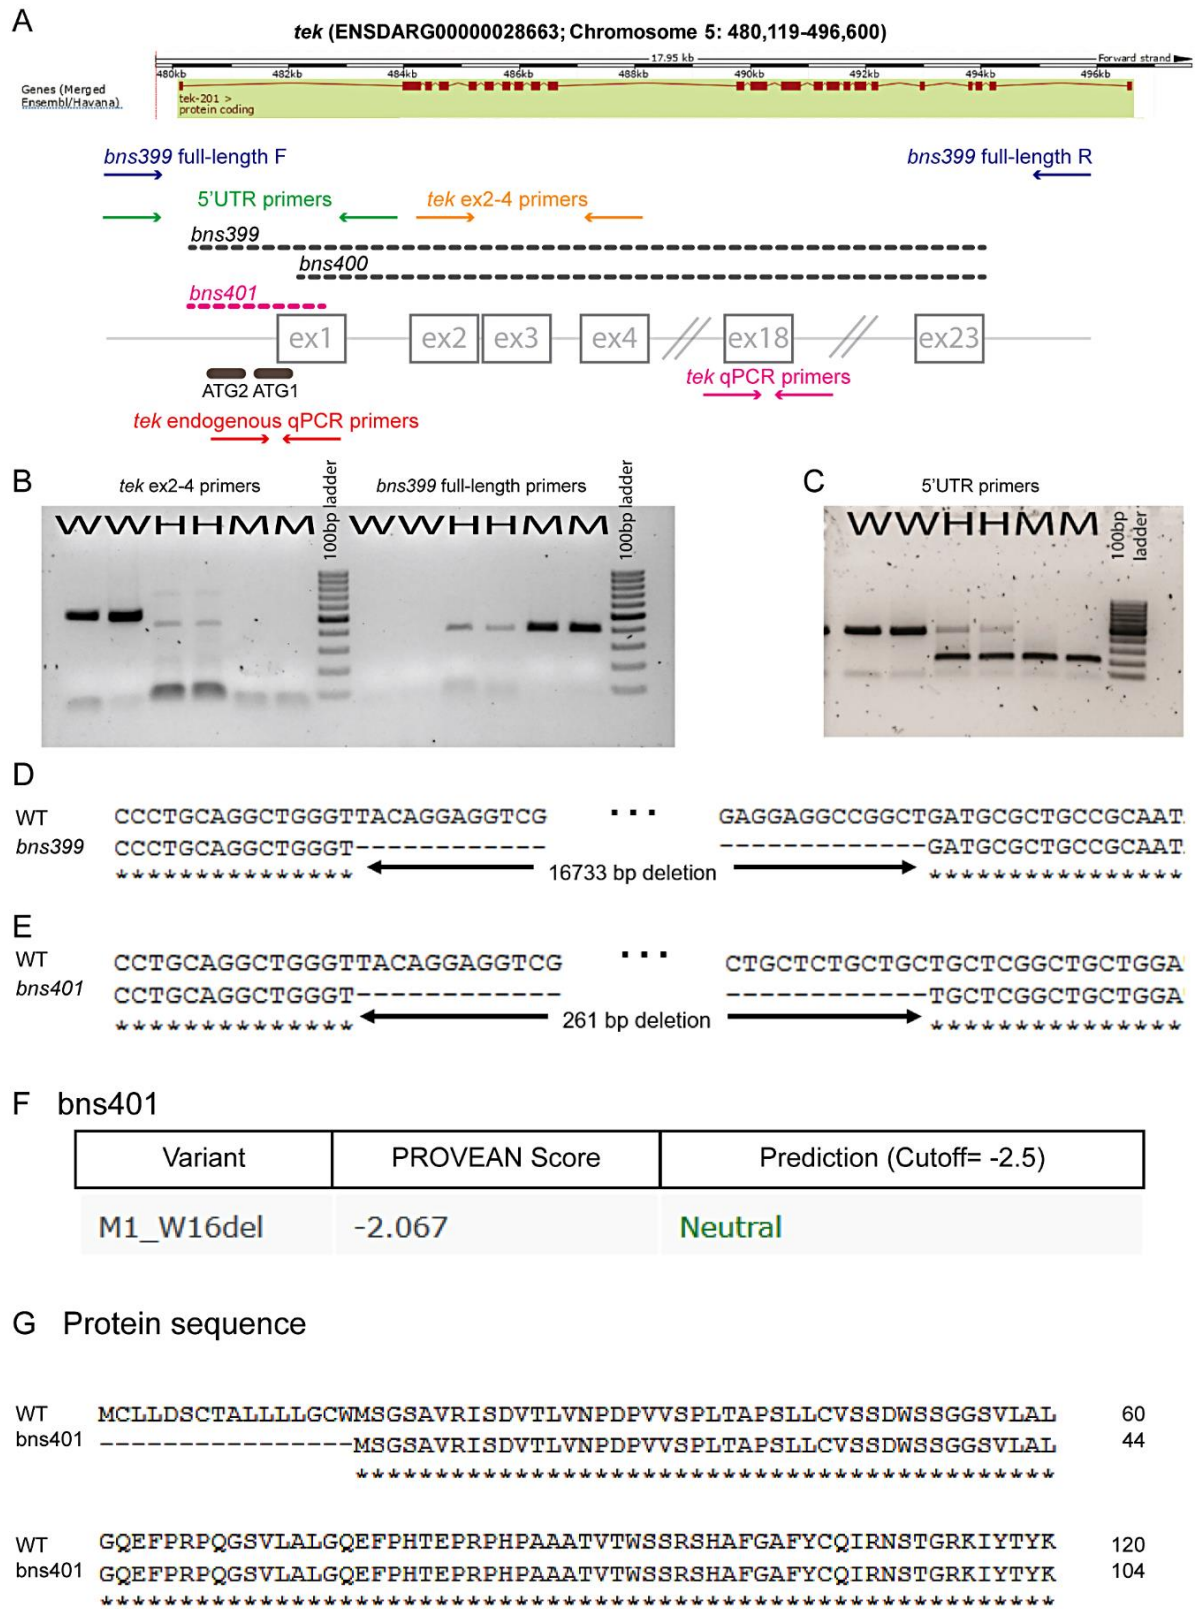 A
tek (ENSDARG00000028663; Chromosome 5: 480,119-496,600)
17.95 kb
Forward strand
480kb 482kb 484kb 486kb 488kb 490kb 492kb 494kb 496kb
Genes (Merged
Ensembl/Havana)
tek-201 >
protein coding
bns399 full-length F
bns399 full-length R
5'UTR primers
tek ex2-4 primers
bns399
bns400
bns401
ex1 ex2 ex3 ex4 ex18 ex23
ATG2 ATG1
tek qPCR primers
tek endogenous qPCR primers
B
tek ex2-4 primers
100bp ladder
bns399 full-length primers
100bp ladder
W W H H M M W W H H M M
C
5'UTR primers
W W H H M M
100bp
ladder
D
WT CCCTGCAGGCTGGGTTACAGGAGGTCG ... GAGGAGGCCGGCTGATGCGCTGCCGCAAT
bns399 CCCTGCAGGCTGGGT------------ ------------ -GATGCGCTGCCGCAAT
*************** ****************
16733 bp deletion
E
WT CCTGCAGGCTGGGTTACAGGAGGTCG ... CTGCTCTGCTGCTGCTCGGCTGCTGGA
bns401 CCTGCAGGCTGGGT------------ ------------TGCTCGGCTGCTGGA
*************** ****************
261 bp deletion
F bns401
Variant PROVEAN Score Prediction (Cutoff= -2.5)
M1_W16del -2.067 Neutral
G Protein sequence
WT MCLLDSCTALLLLGCWMSGSAVRISDVTLVNPDPVVSPLTAPSLLCVSSDWSSGGSVLAL 60
bns401 ----------------MSGSAVRISDVTLVNPDPVVSPLTAPSLLCVSSDWSSGGSVLAL 44
********************************************
WT GQEFPRPQGSVLALGQEFPHTEPRPHPAAATVTWSSRSHAFGAFYCQIRNSTGRKIYTYK 120
bns401 GQEFPRPQGSVLALGQEFPHTEPRPHPAAATVTWSSRSHAFGAFYCQIRNSTGRKIYTYK 104
************************************************************